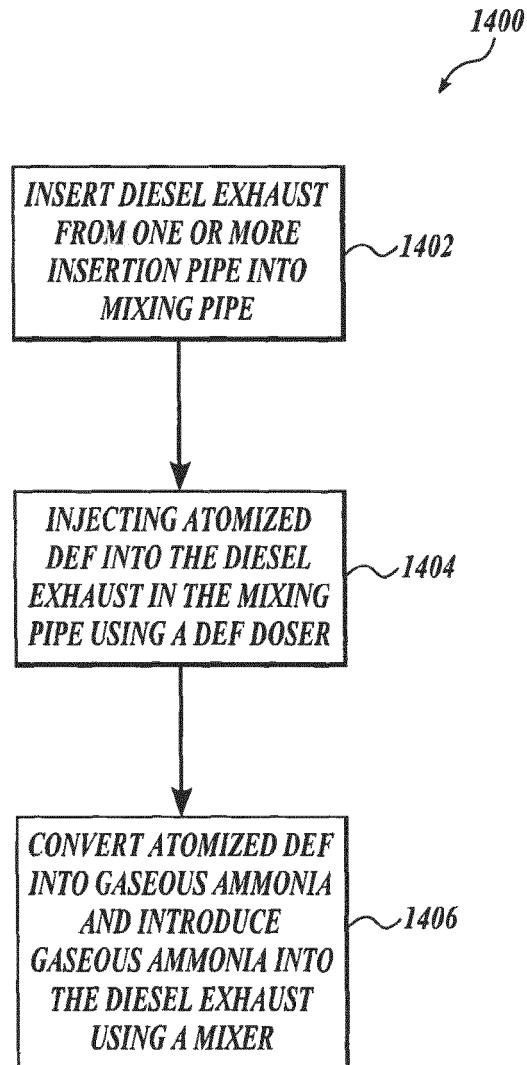 1400
INSERT DIESEL EXHAUST
FROM ONE OR MORE
INSERTION PIPE INTO
MIXING PIPE
1402
INJECTING ATOMIZED
DEF INTO THE DIESEL
EXHAUST IN THE MIXING
PIPE USING A DEF DOSER
1404
CONVERT ATOMIZED DEF
INTO GASEOUS AMMONIA
AND INTRODUCE
GASEOUS AMMONIA INTO
THE DIESEL EXHAUST
USING A MIXER
1406